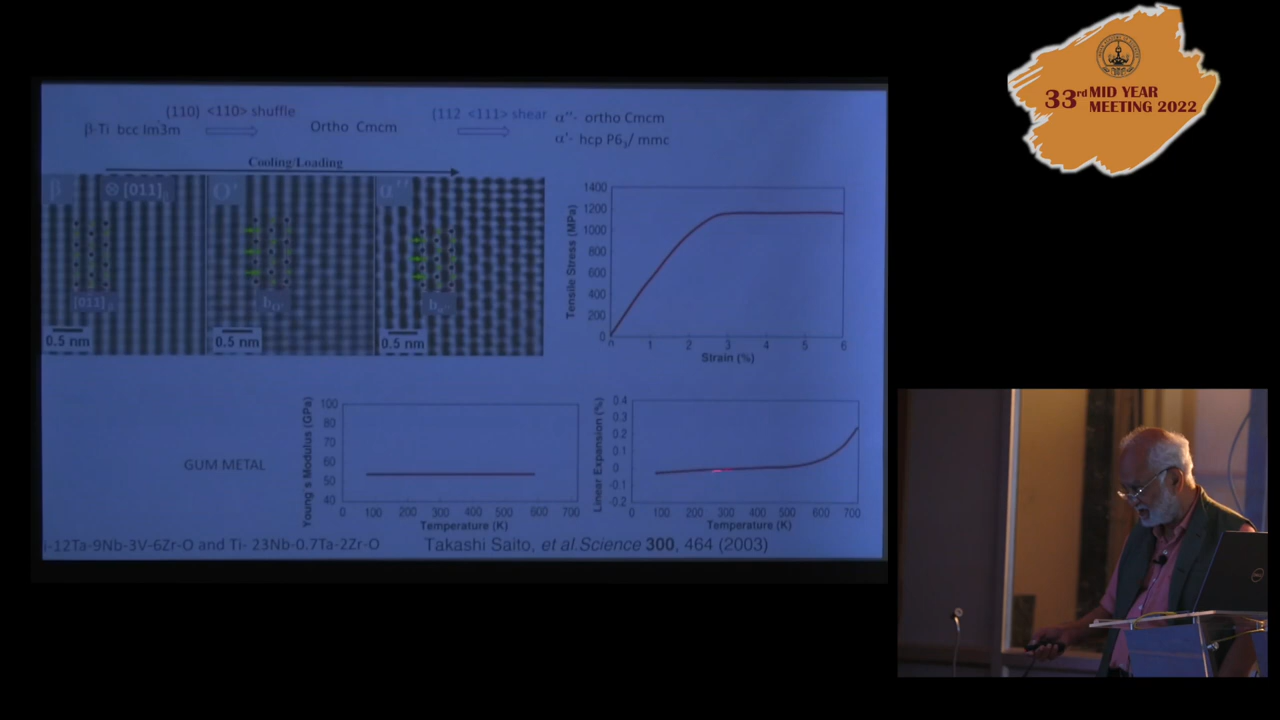 33rd MID YEAR
MEETING 2022
(110) <110> shuffle
(112 <111> shear
β-Ti bcc Im3m
Ortho Cmcm
α''- ortho Cmcm
α'- hcp P63/ mmc
Cooling/Loading
β
⊗ [011]β
O'
α''
[011]β
bO'
bα''
0.5 nm
0.5 nm
0.5 nm
Tensile Stress (MPa)
1400
1200
1000
800
600
400
200
0
0 1 2 3 4 5 6
Strain (%)
GUM METAL
Young s Modulus (GPa)
100
90
80
70
60
50
40
0 100 200 300 400 500 600 700
Temperature (K)
Linear Expansion (%)
0.4
0.3
0.2
0.1
0
-0.1
-0.2
0 100 200 300 400 500 600 700
Temperature (K)
i-12Ta-9Nb-3V-6Zr-O and Ti- 23Nb-0.7Ta-2Zr-O
Takashi Saito, et al.Science 300, 464 (2003)
DELL